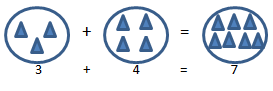 + =
3 + 4 = 7